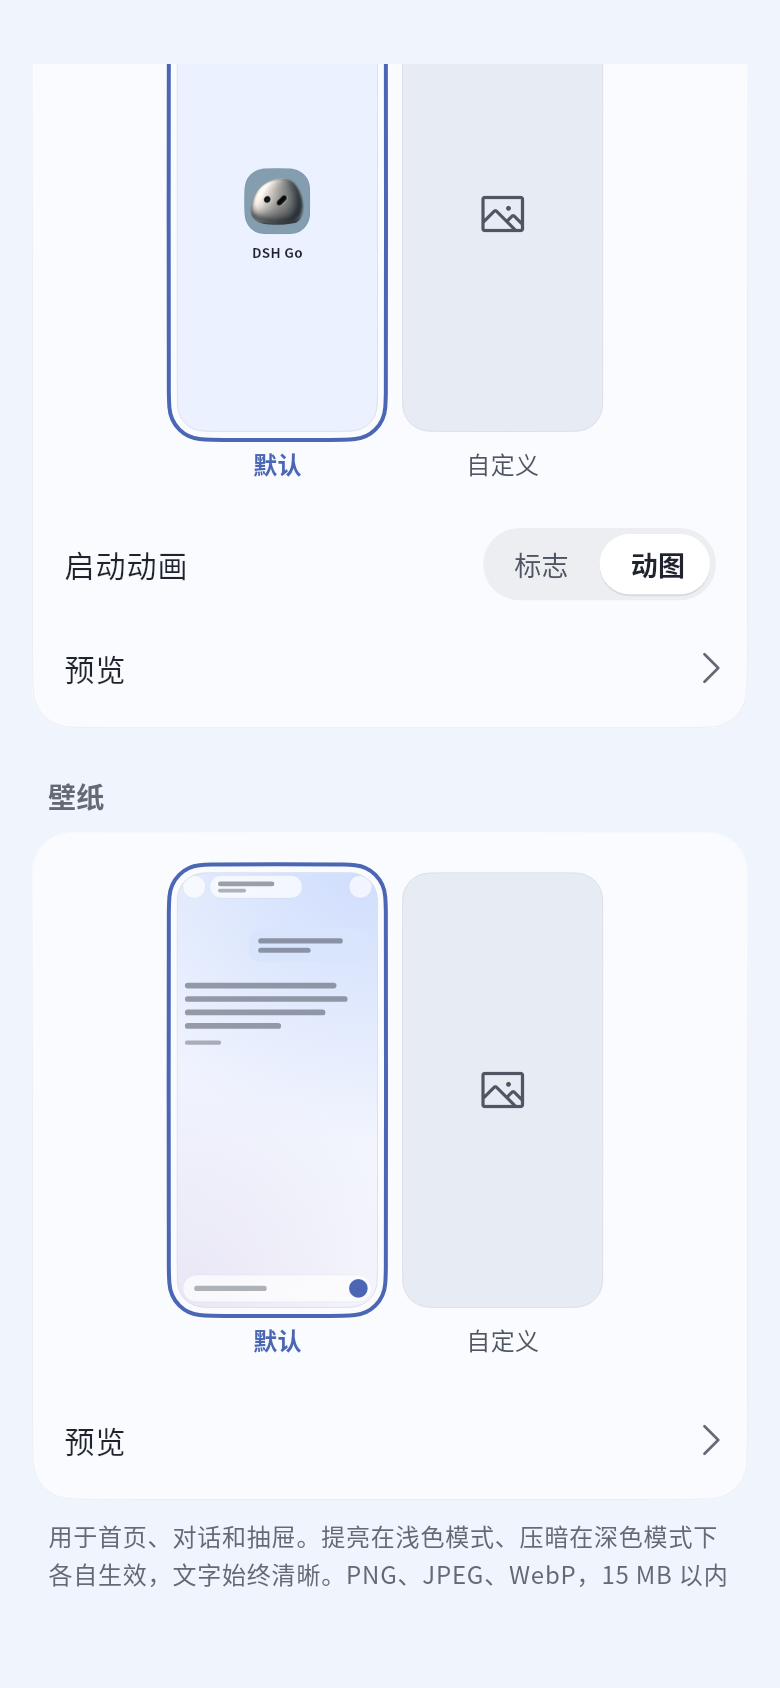 DSH Go
默认
自定义
启动动画
标志
动图
预览
壁纸
默认
自定义
预览
用于首页、对话和抽屉。提亮在浅色模式、压暗在深色模式下
各自生效，文字始终清晰。PNG、JPEG、WebP，15 MB 以内